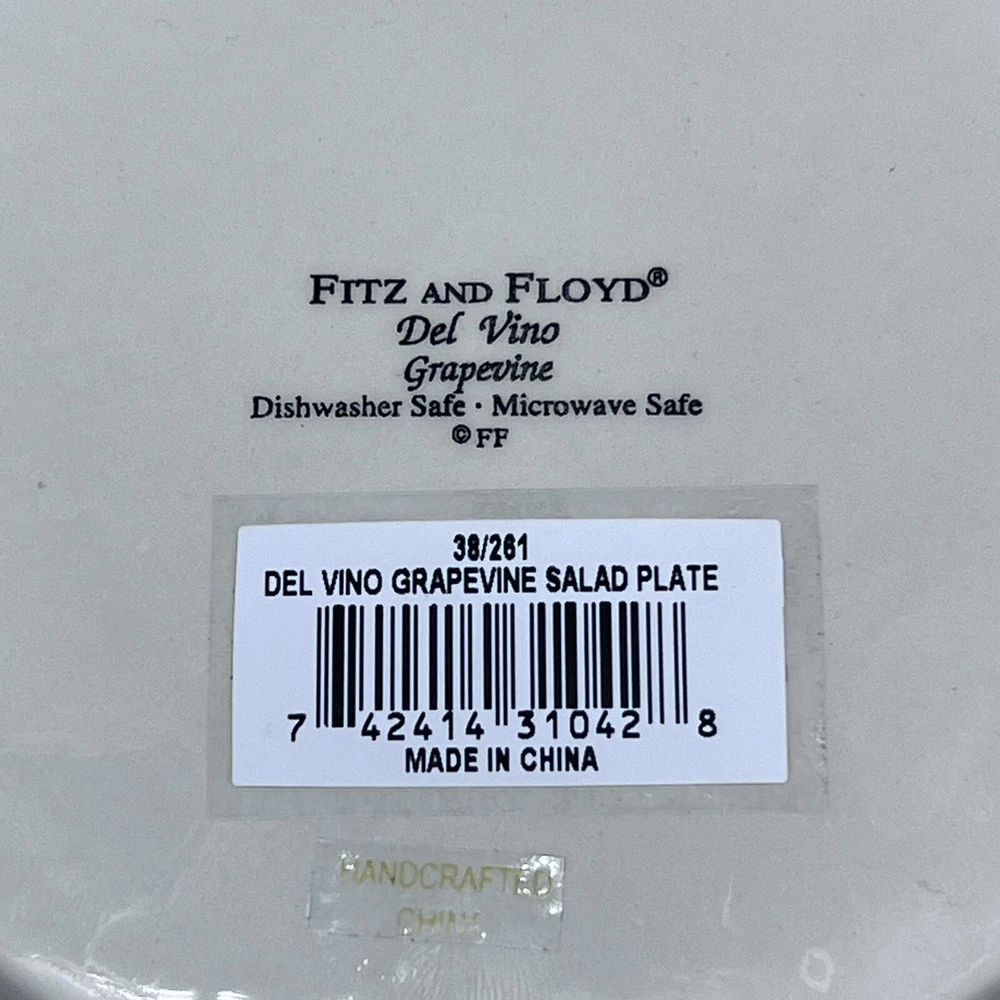 FITZ AND FLOYD®
Del Vino
Grapevine
Dishwasher Safe · Microwave Safe
© FF
38/261
DEL VINO GRAPEVINE SALAD PLATE
7 42414 31042 8
MADE IN CHINA
HANDCRAFTED
CHINA